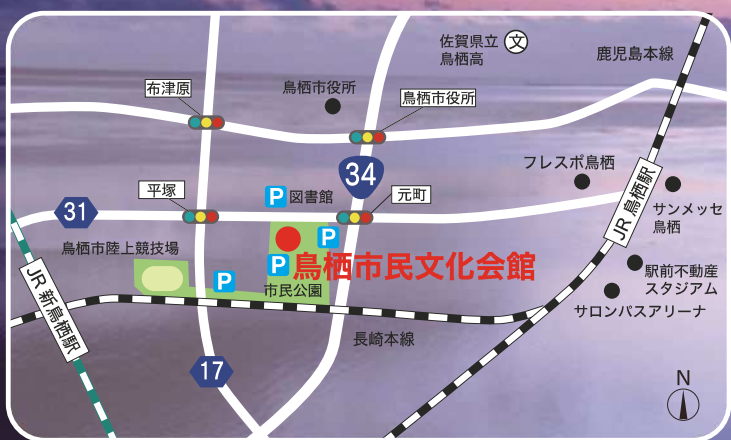 佐賀県立
鳥栖高
文
鹿児島本線
布津原
鳥栖市役所
鳥栖市役所
フレスポ鳥栖
34
平塚
P
図書館
元町
JR 鳥栖駅
31
サンメッセ
鳥栖
鳥栖市陸上競技場
P
P
鳥栖市民文化会館
P
市民公園
駅前不動産
スタジアム
サロンパスアリーナ
JR 新鳥栖駅
長崎本線
17
N